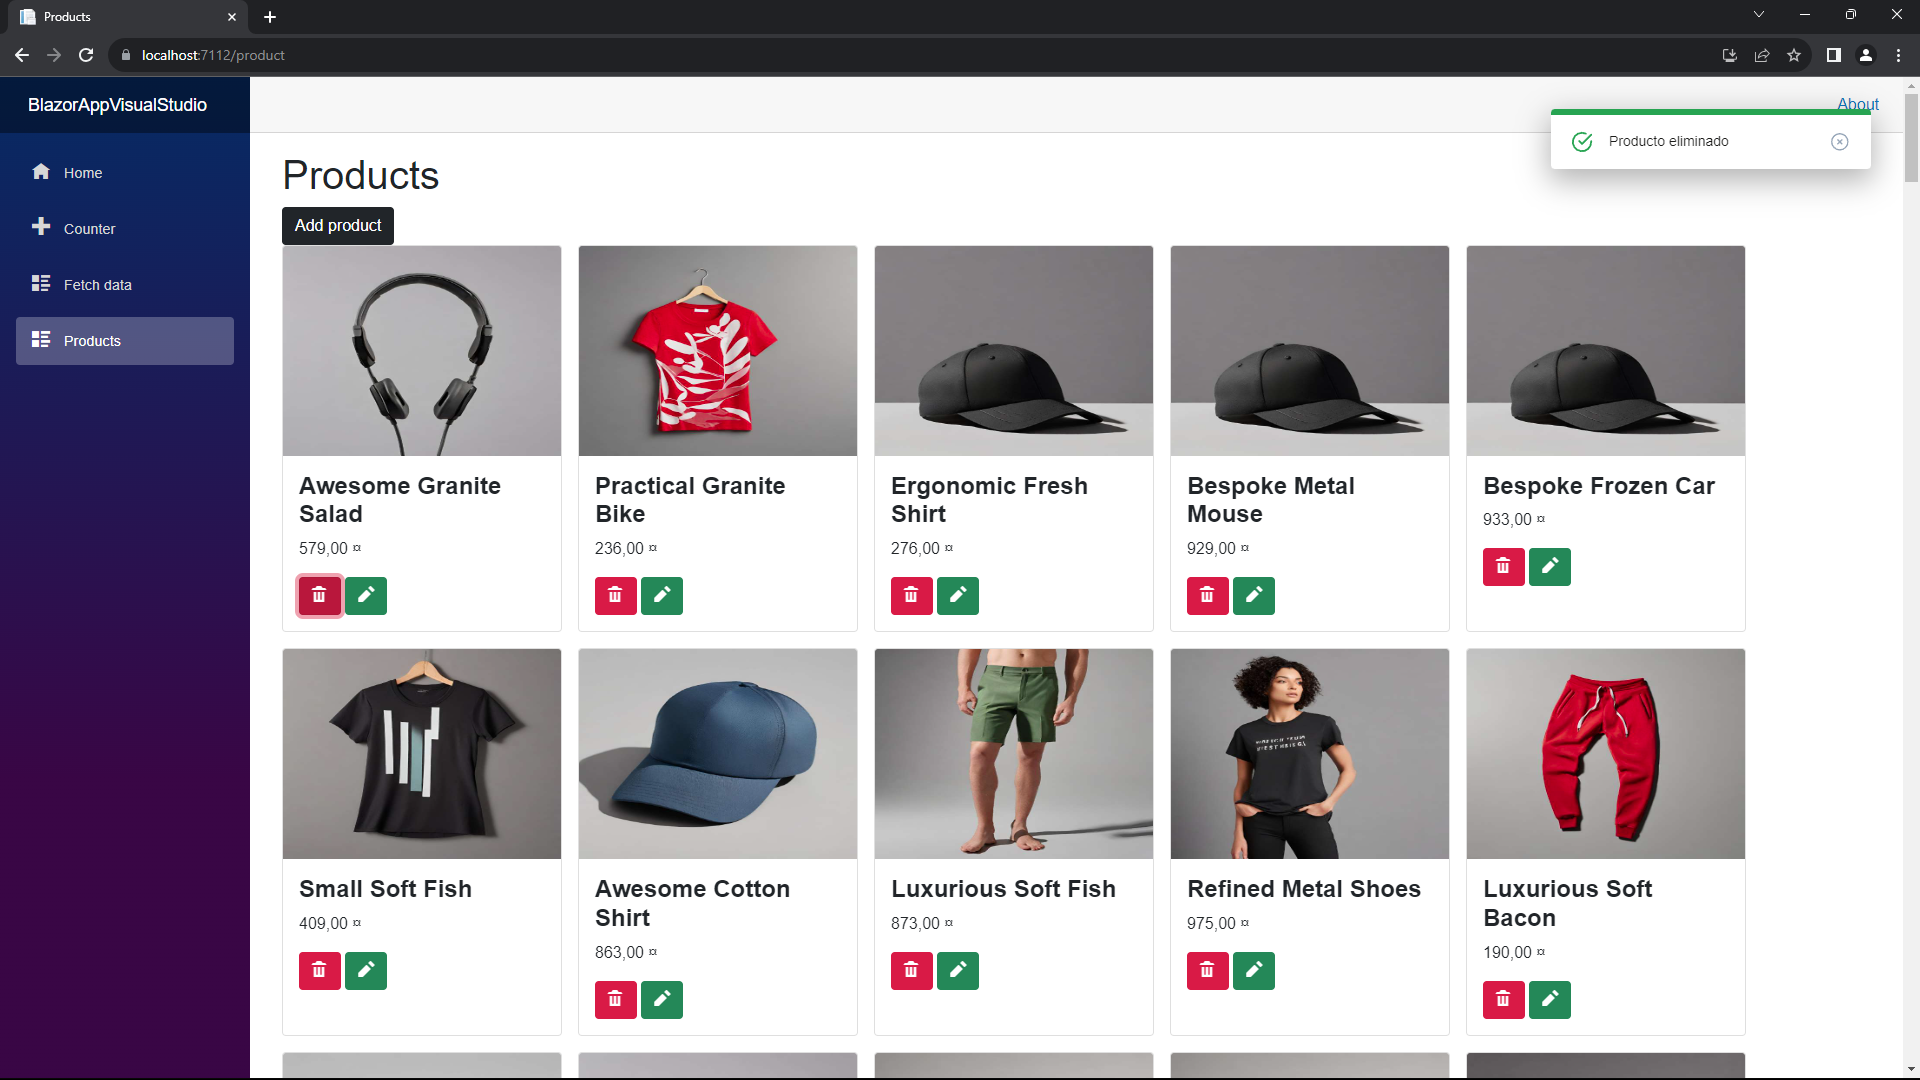 Products
localhost:7112/product
BlazorAppVisualStudio
About
Producto eliminado
Home
Counter
Fetch data
Products
Products
Add product
Awesome Granite
Salad
579,00 ¤
Practical Granite
Bike
236,00 ¤
Ergonomic Fresh
Shirt
276,00 ¤
Bespoke Metal
Mouse
929,00 ¤
Bespoke Frozen Car
933,00 ¤
Small Soft Fish
409,00 ¤
Awesome Cotton
Shirt
863,00 ¤
Luxurious Soft Fish
873,00 ¤
Refined Metal Shoes
975,00 ¤
Luxurious Soft
Bacon
190,00 ¤